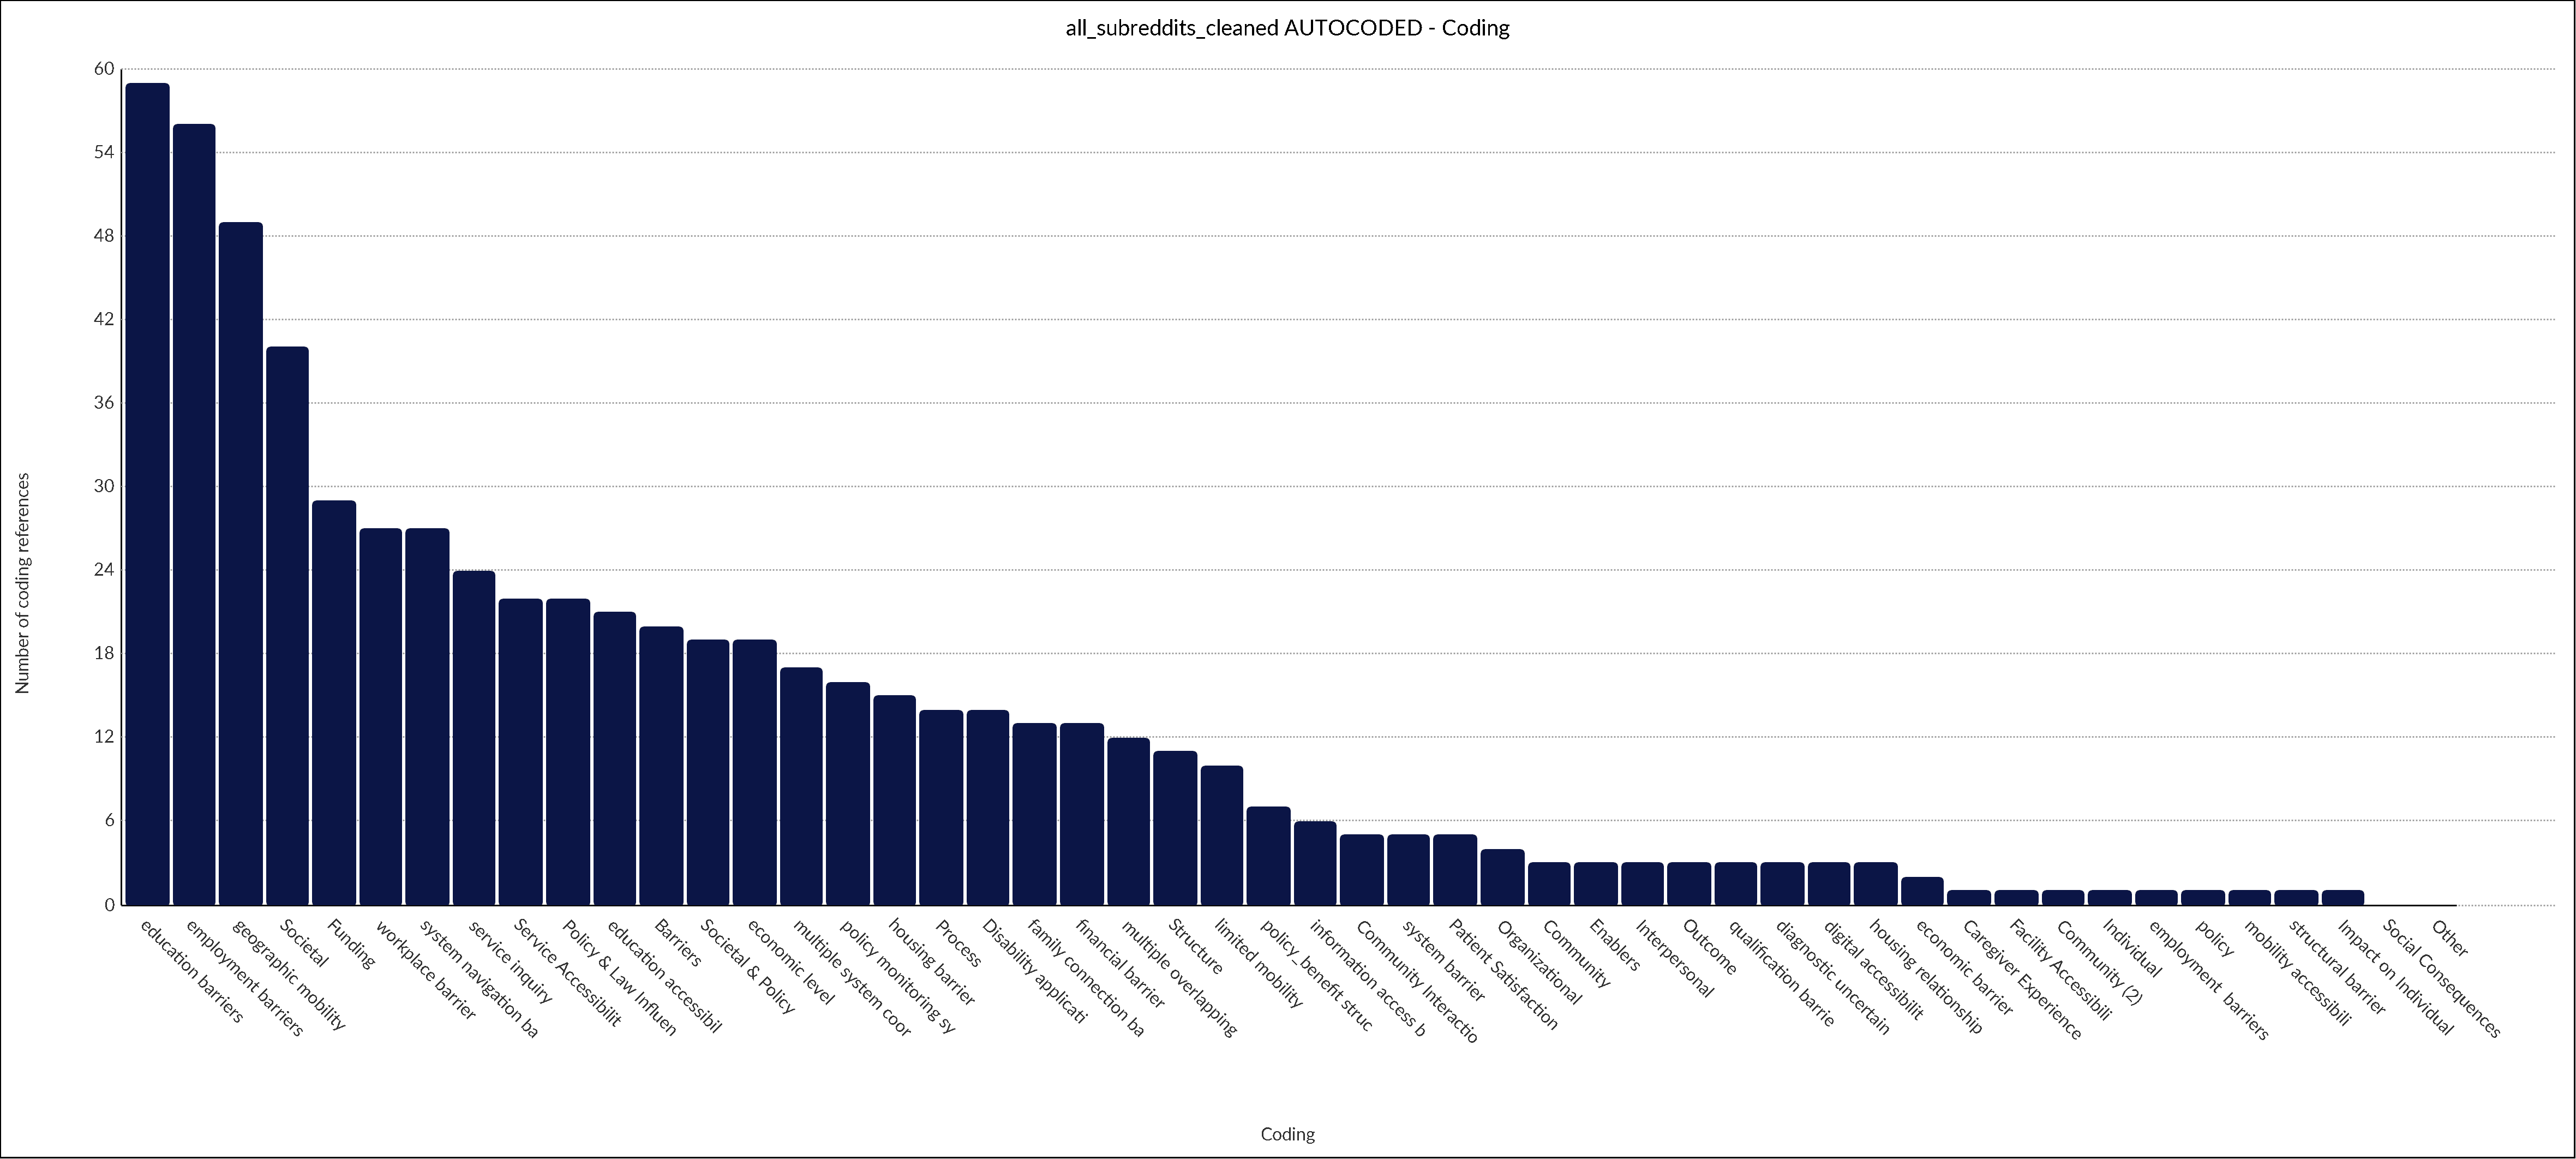 all_subreddits_cleaned AUTOCODED - Coding
60
54
48
42
36
30
24
18
12
6
0
Number of coding references
education barriers
employment barriers
geographic mobility
Societal
Funding
workplace barrier
system navigation ba
service inquiry
Service Accessibilit
Policy & Law Influen
education accessibil
Barriers
Societal & Policy
economic level
multiple system coor
policy monitoring sy
housing barrier
Process
Disability applicati
family connection ba
financial barrier
multiple overlapping
Structure
limited mobility
policy_benefit struc
information access b
Community Interactio
system barrier
Patient Satisfaction
Organizational
Community
Enablers
Interpersonal
Outcome
qualification barrie
diagnostic uncertain
digital accessibilit
housing relationship
economic barrier
Caregiver Experience
Facility Accessibili
Community (2)
Individual
employment  barriers
policy
mobility accessibili
structural barrier
Impact on Individual
Social Consequences
Other
Coding